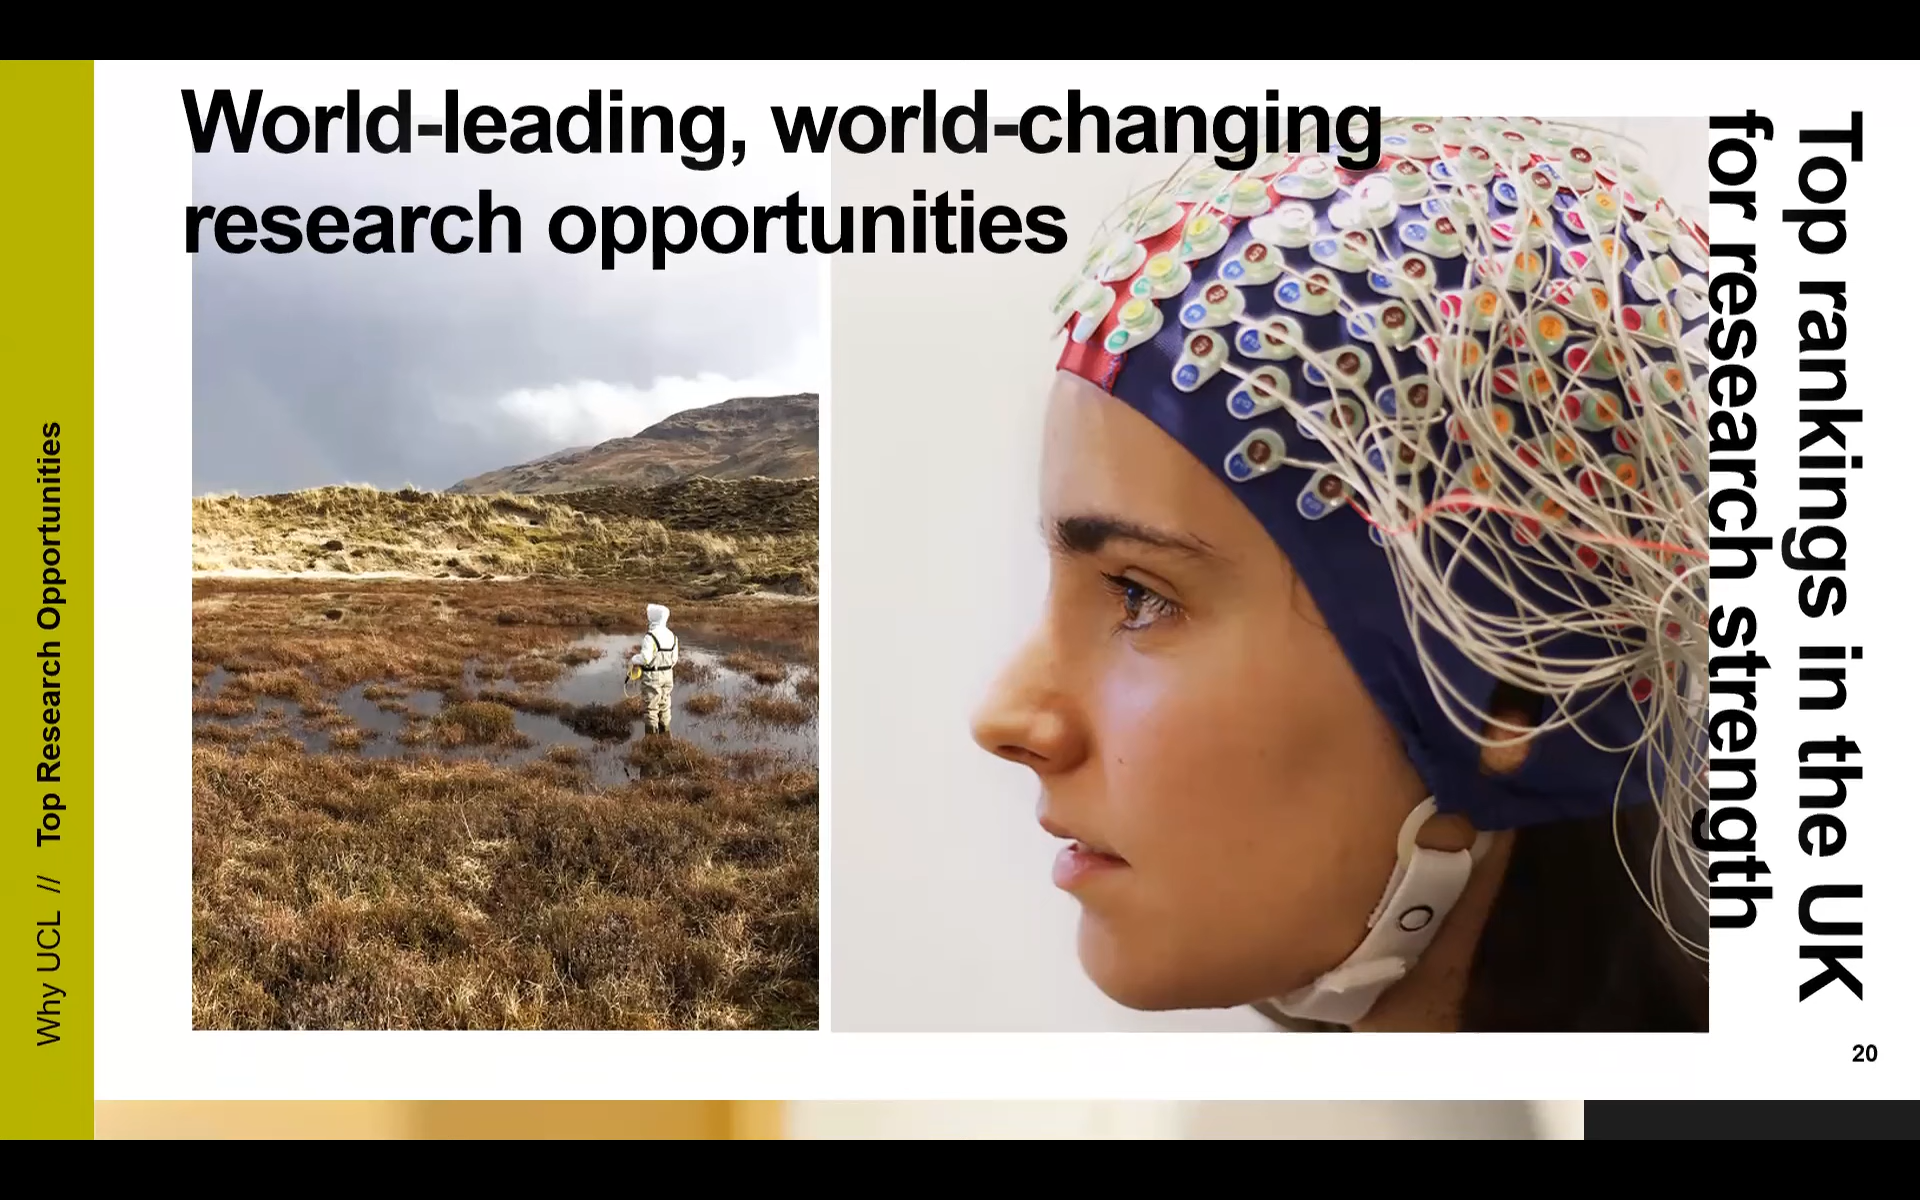 World-leading, world-changing
research opportunities
Top rankings in the UK
for research strength
Why UCL // Top Research Opportunities
20